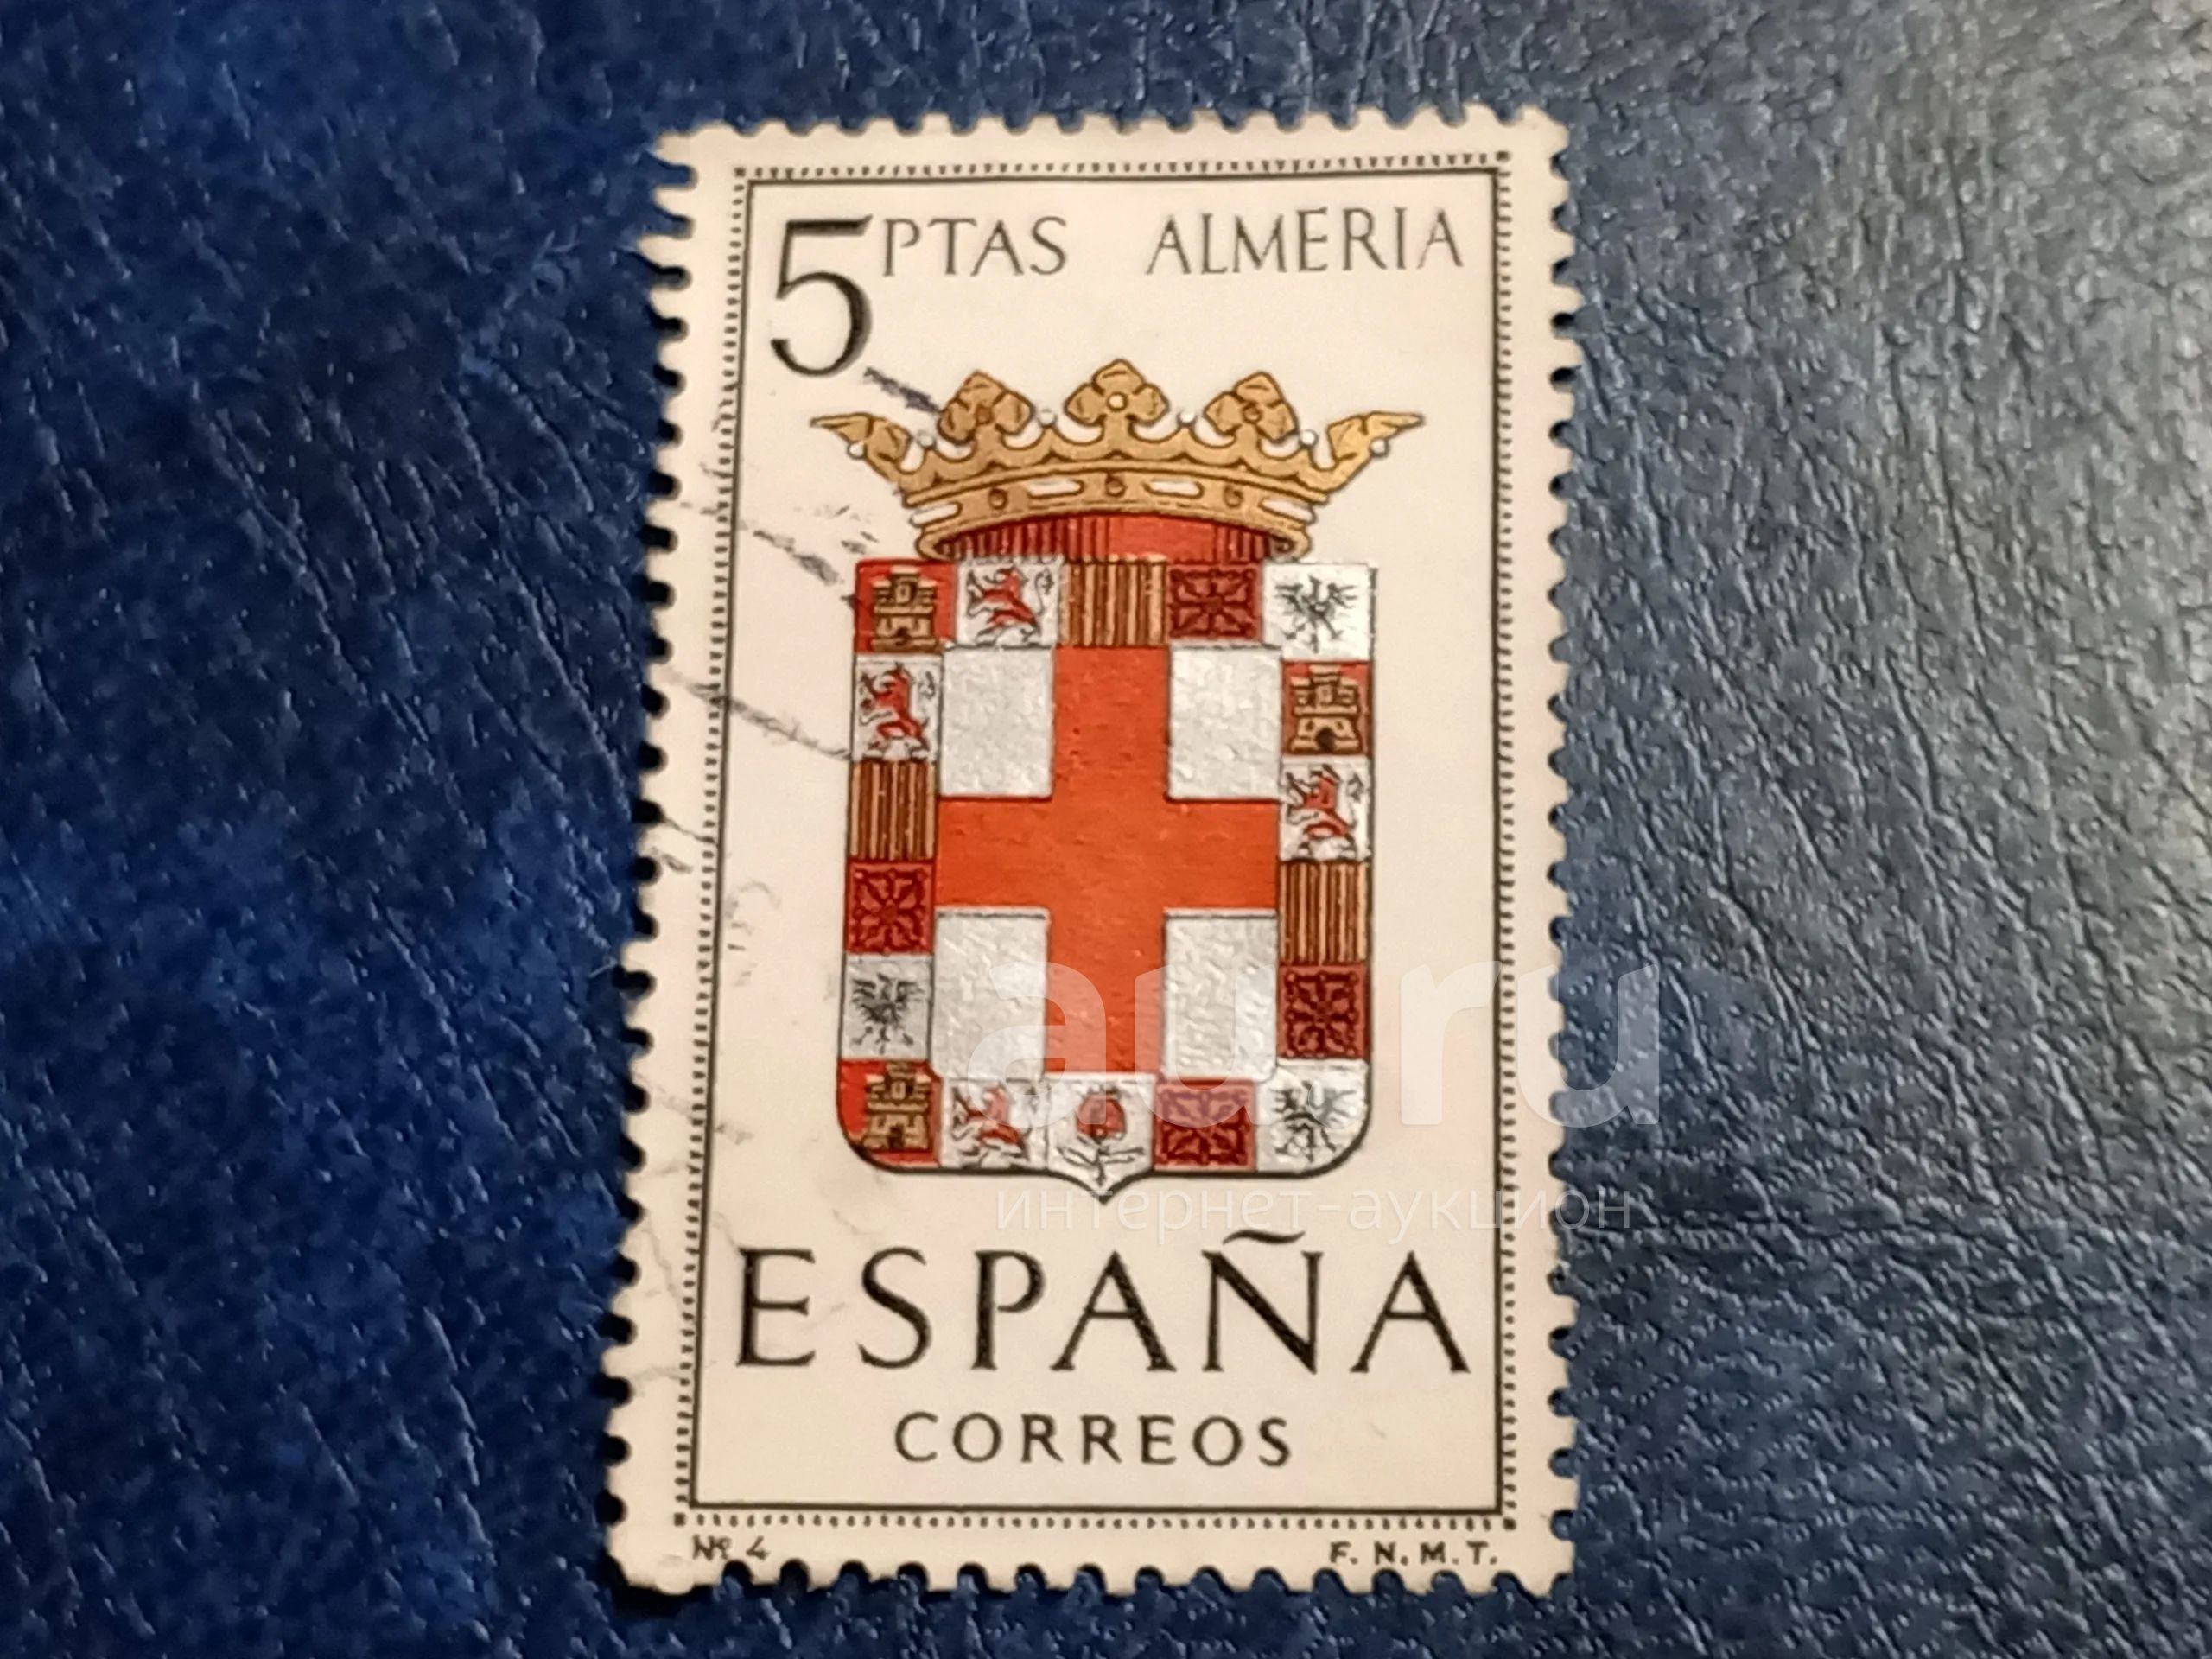 5 PTAS ALMERIA
ESPAÑA
CORREOS
Nº 4 F. N. M. T.
au.ru
интернет-аукцион